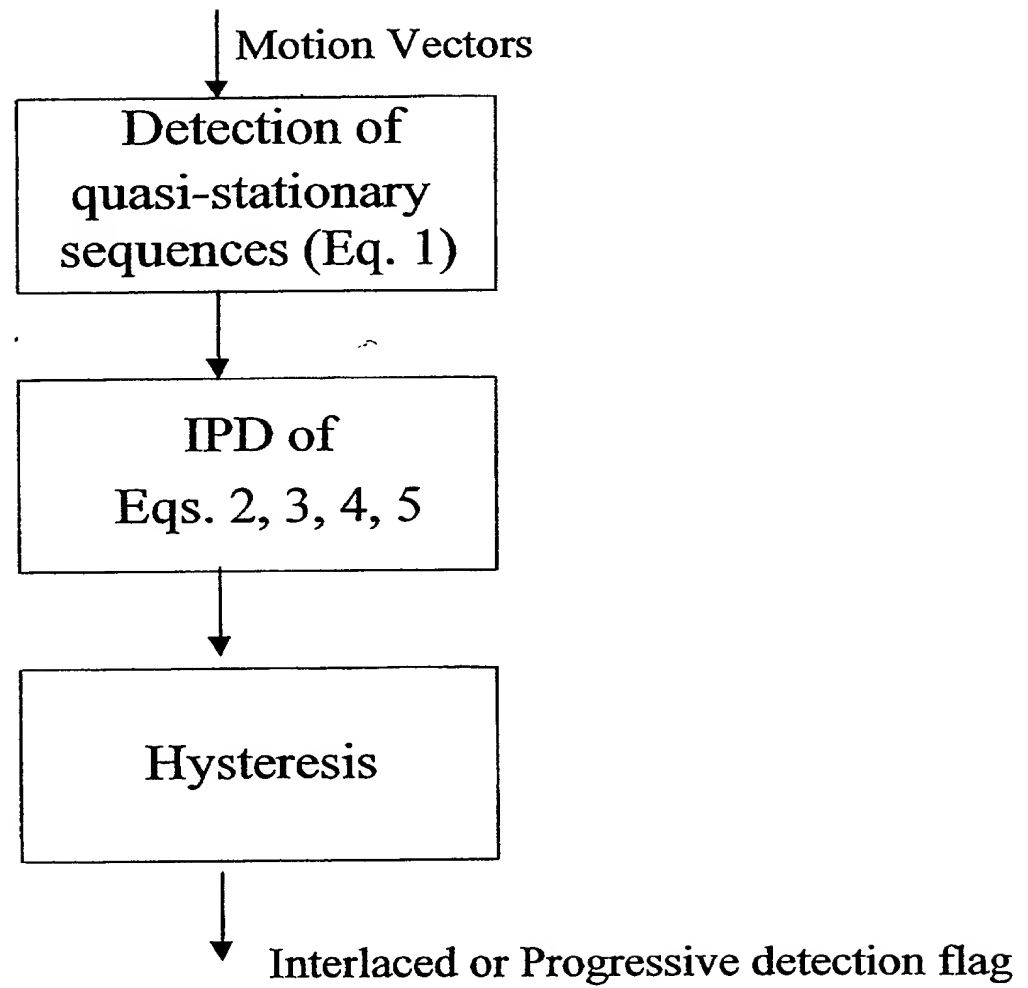 Motion Vectors
Detection of
quasi-stationary
sequences (Eq. 1)
IPD of
Eqs. 2, 3, 4, 5
Hysteresis
Interlaced or Progressive detection flag